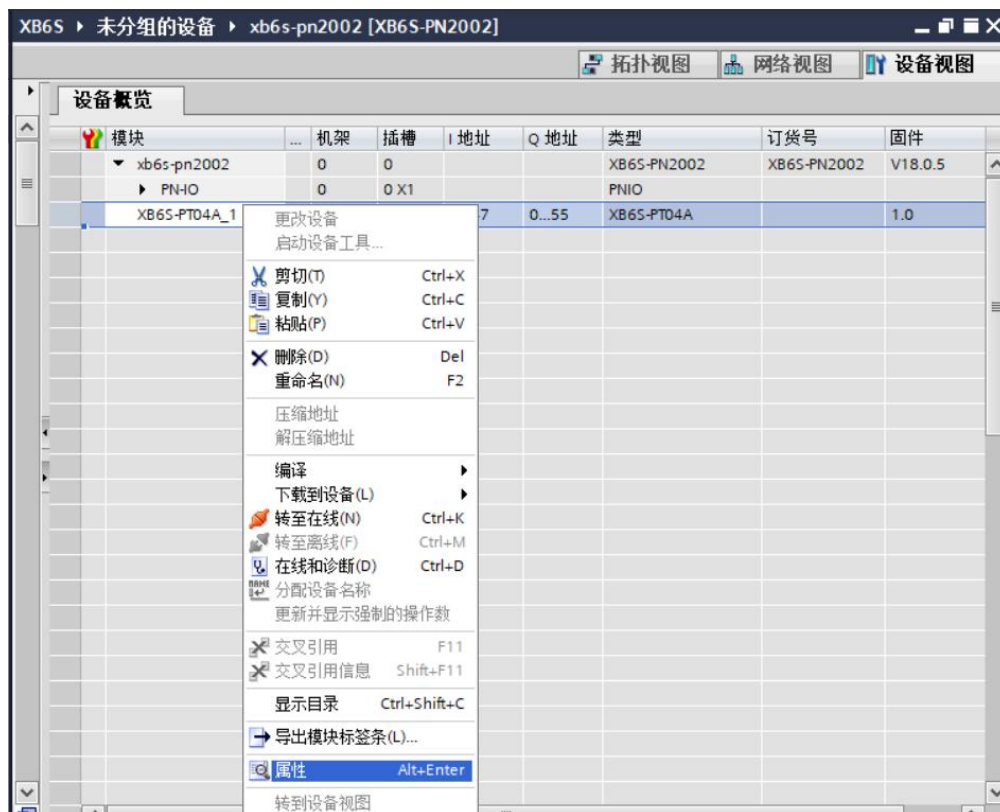 XB6S ▸ 未分组的设备 ▸ xb6s-pn2002 [XB6S-PN2002]
拓扑视图 网络视图 设备视图
设备概览
模块 ... 机架 插槽 I 地址 Q 地址 类型 订货号 固件
xb6s-pn2002 0 0 XB6S-PN2002 XB6S-PN2002 V18.0.5
PN-IO 0 0 X1 PNIO
XB6S-PT04A_1 7 0...55 XB6S-PT04A 1.0
更改设备
启动设备工具...
剪切(T) Ctrl+X
复制(Y) Ctrl+C
粘贴(P) Ctrl+V
删除(D) Del
重命名(N) F2
压缩地址
解压缩地址
编译
下载到设备(L)
转至在线(N) Ctrl+K
转至离线(F) Ctrl+M
在线和诊断(D) Ctrl+D
分配设备名称
更新并显示强制的操作数
交叉引用 F11
交叉引用信息 Shift+F11
显示目录 Ctrl+Shift+C
导出模块标签条(L)...
属性 Alt+Enter
转到设备视图